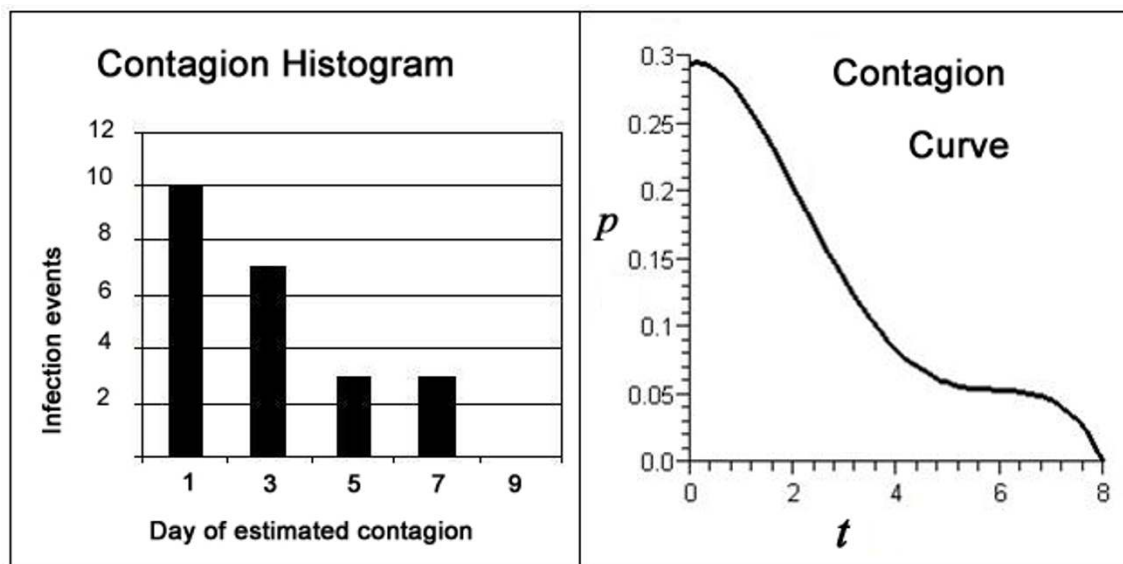 Contagion Histogram
12
10
8
6
4
2
Infection events
1 3 5 7 9
Day of estimated contagion
Contagion
Curve
0.3
0.25
0.2
0.15
0.1
0.05
0.0
p
0 2 4 6 8
t